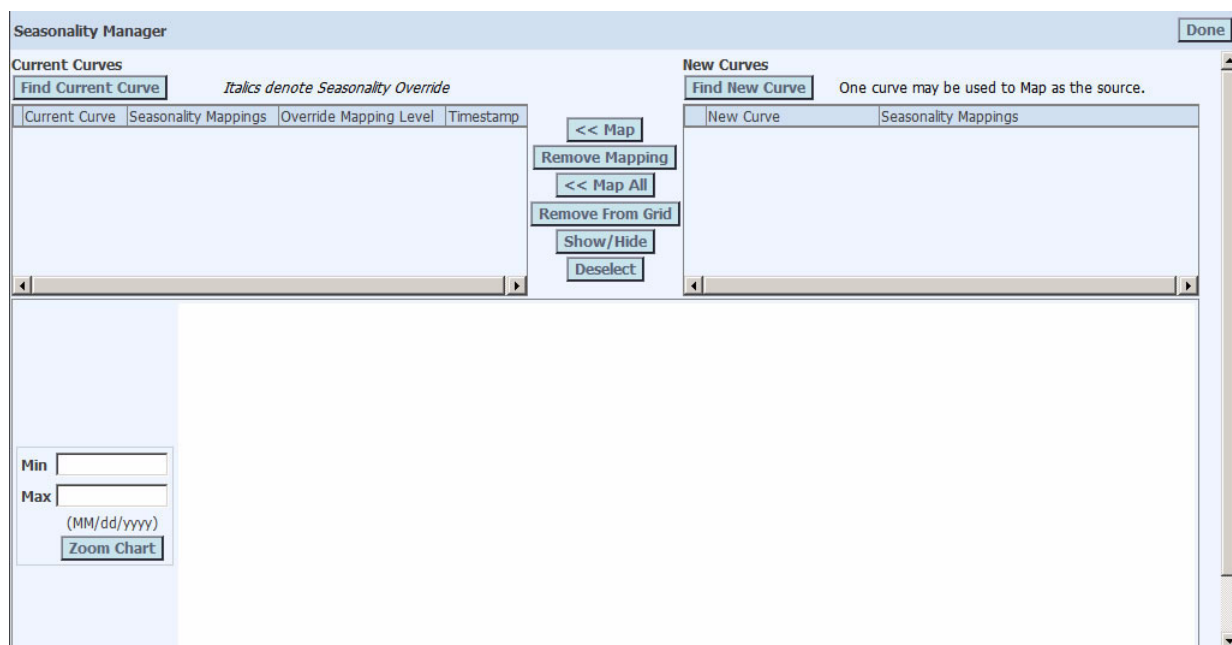 Seasonality Manager
Done
Current Curves
Find Current Curve
Italics denote Seasonality Override
Current Curve Seasonality Mappings Override Mapping Level Timestamp
<< Map
Remove Mapping
<< Map All
Remove From Grid
Show/Hide
Deselect
New Curves
Find New Curve
One curve may be used to Map as the source.
New Curve Seasonality Mappings
Min
Max
(MM/dd/yyyy)
Zoom Chart